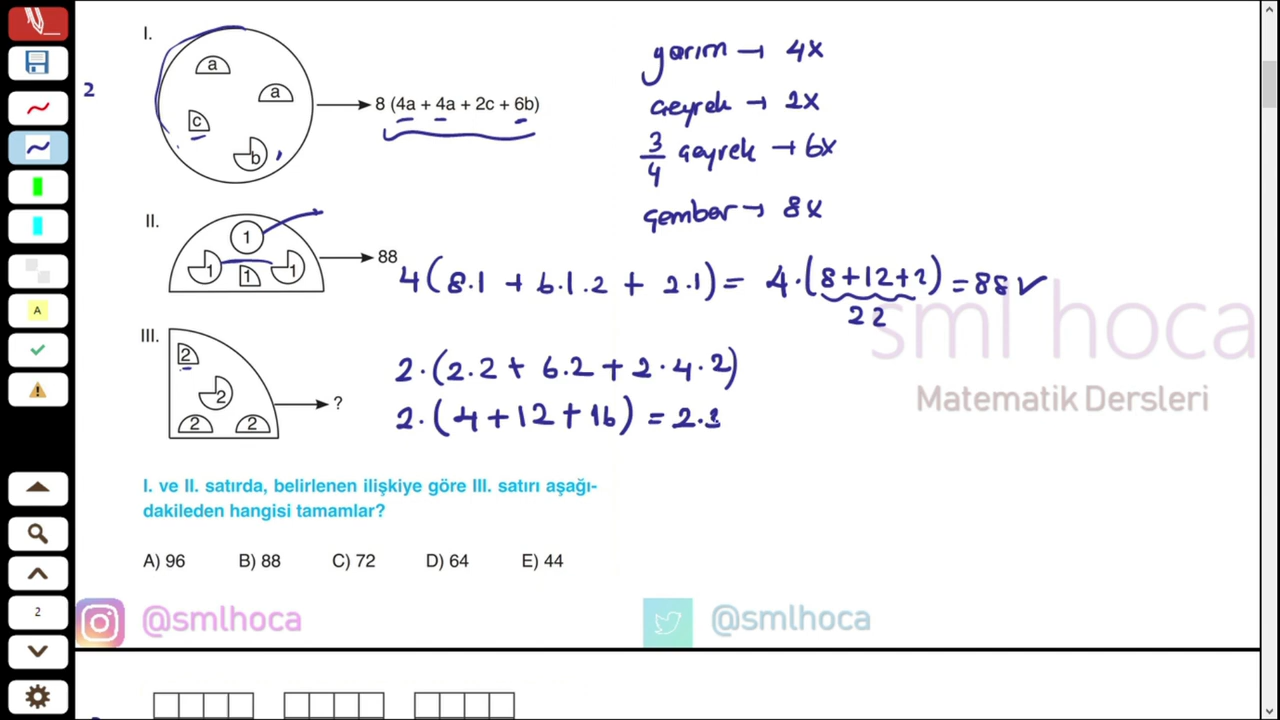 I.
2
a
a
c
b
8 (4a + 4a + 2c + 6b)
yarım → 4x
çeyrek → 2x
3/4 çeyrek → 6x
çember → 8x
II.
1
1
1
1
88
4(8.1 + 6.1.2 + 2.1) = 4.(8+12+2) = 88 ✓
22
sml hoca
Matematik Dersleri
III.
2
2
2
2
?
2.(2.2 + 6.2 + 2.4.2)
2.(4 + 12 + 16) = 2.3
I. ve II. satırda, belirlenen ilişkiye göre III. satırı aşağı-
dakileden hangisi tamamlar?
A) 96 B) 88 C) 72 D) 64 E) 44
@smlhoca @smlhoca
A
2